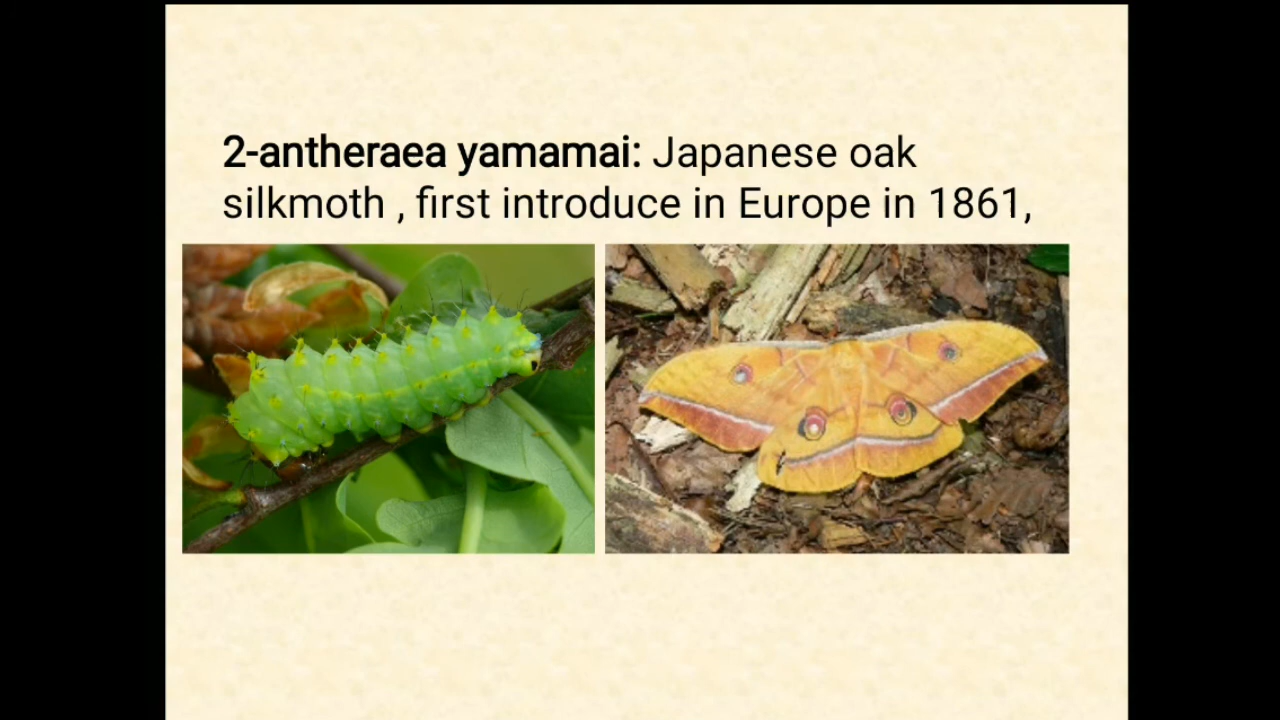 2-antheraea yamamai: Japanese oak
silkmoth , first introduce in Europe in 1861,